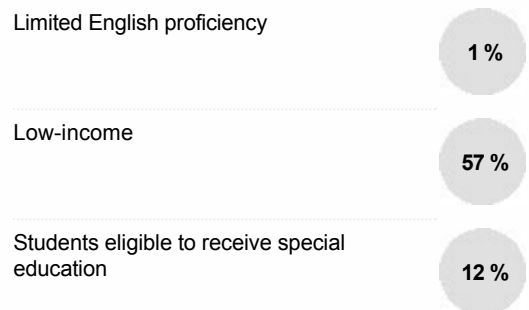 Limited English proficiency
1 %
Low-income
57 %
Students eligible to receive special
education
12 %